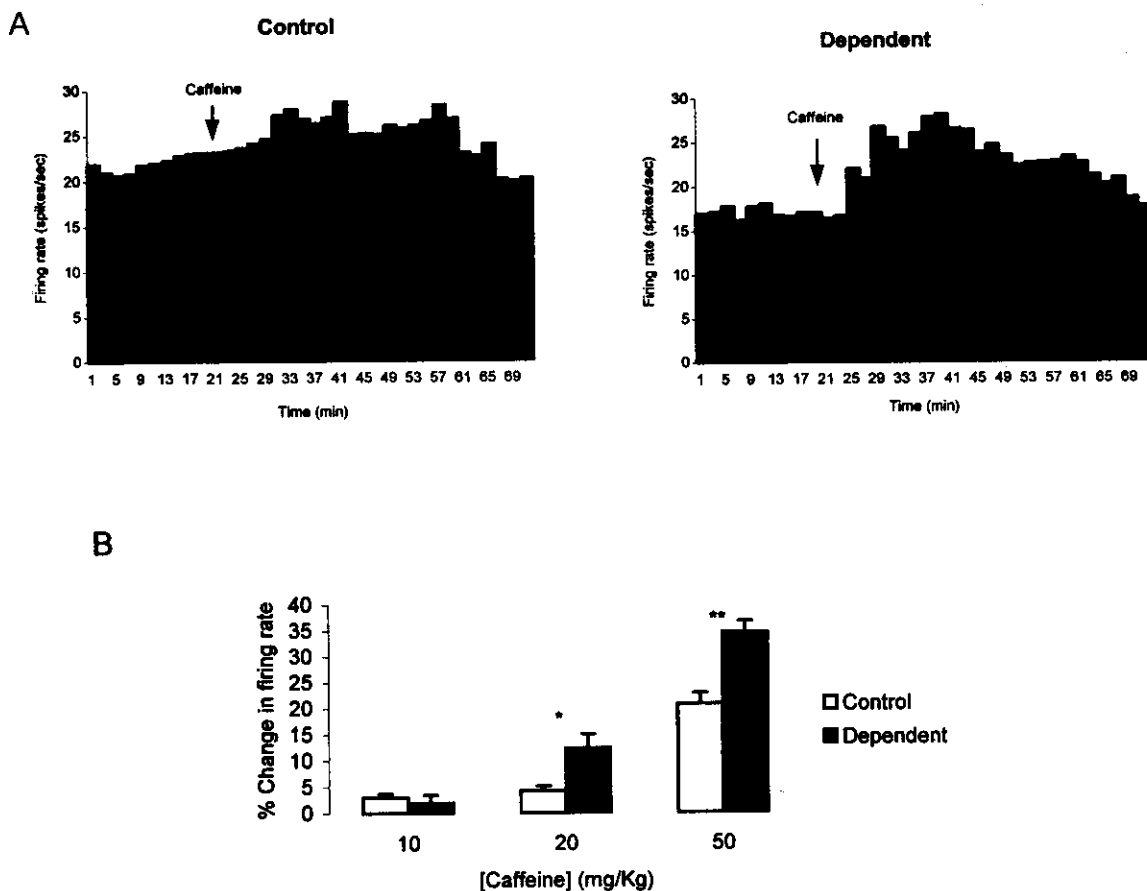 A
Control
Dependent
Caffeine
Firing rate (spikes/sec)
30
25
20
15
10
5
0
1 5 9 13 17 21 25 29 33 37 41 45 49 53 57 61 65 69
Time (min)
Caffeine
Firing rate (spikes/sec)
30
25
20
15
10
5
0
1 5 9 13 17 21 25 29 33 37 41 45 49 53 57 61 65 69
Time (min)
B
% Change in firing rate
40
35
30
25
20
15
10
5
0
*
**
Control
Dependent
10 20 50
[Caffeine] (mg/Kg)